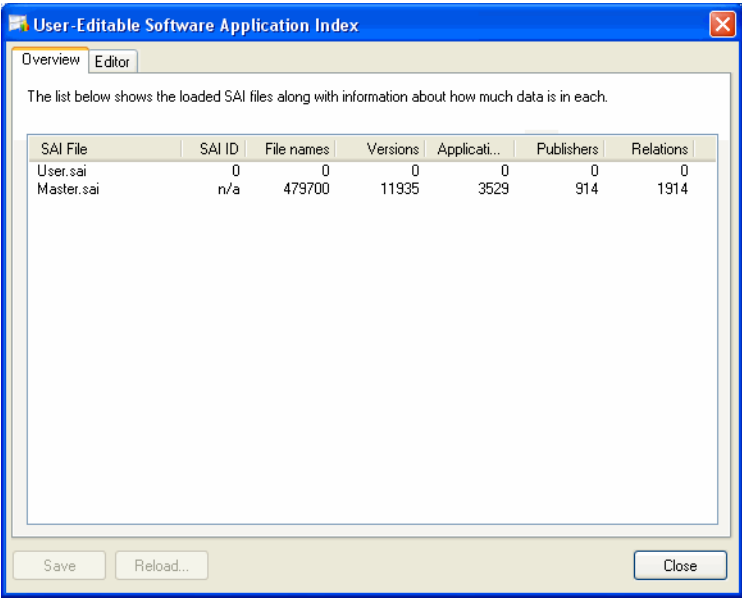 User-Editable Software Application Index
Overview Editor
The list below shows the loaded SAI files along with information about how much data is in each.
SAI File SAI ID File names Versions Applicati... Publishers Relations
User.sai 0 0 0 0 0 0
Master.sai n/a 479700 11935 3529 914 1914
Save Reload... Close